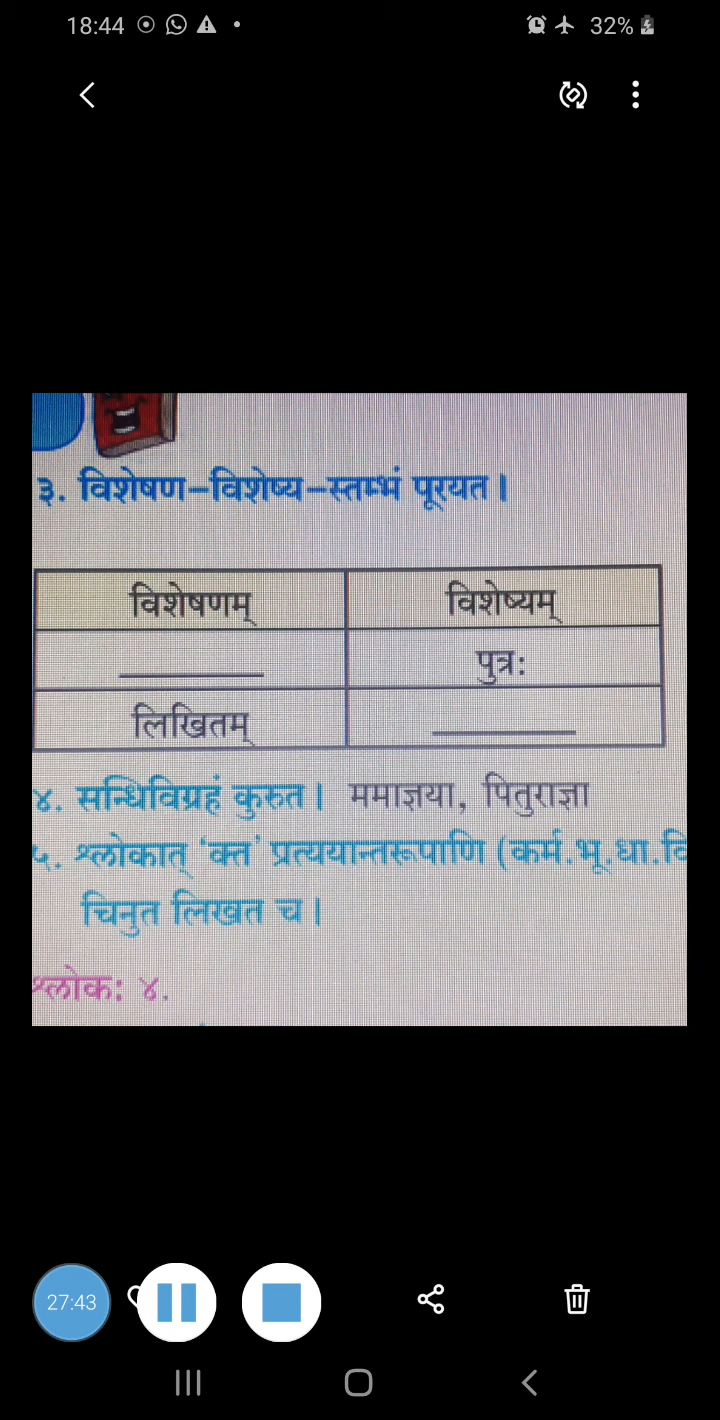 18:44
32%
३. विशेषण–विशेष्य–स्तम्भं पूरयत।
विशेषणम् विशेष्यम्
पुत्रः
लिखितम्
४. सन्धिविग्रहं कुरुत। ममाज्ञया, पितुराज्ञा
५. श्लोकात् 'क्त' प्रत्ययान्तरूपाणि (कर्म.भू.धा.वि
चिनुत लिखत च।
श्लोकः ४.
27:43